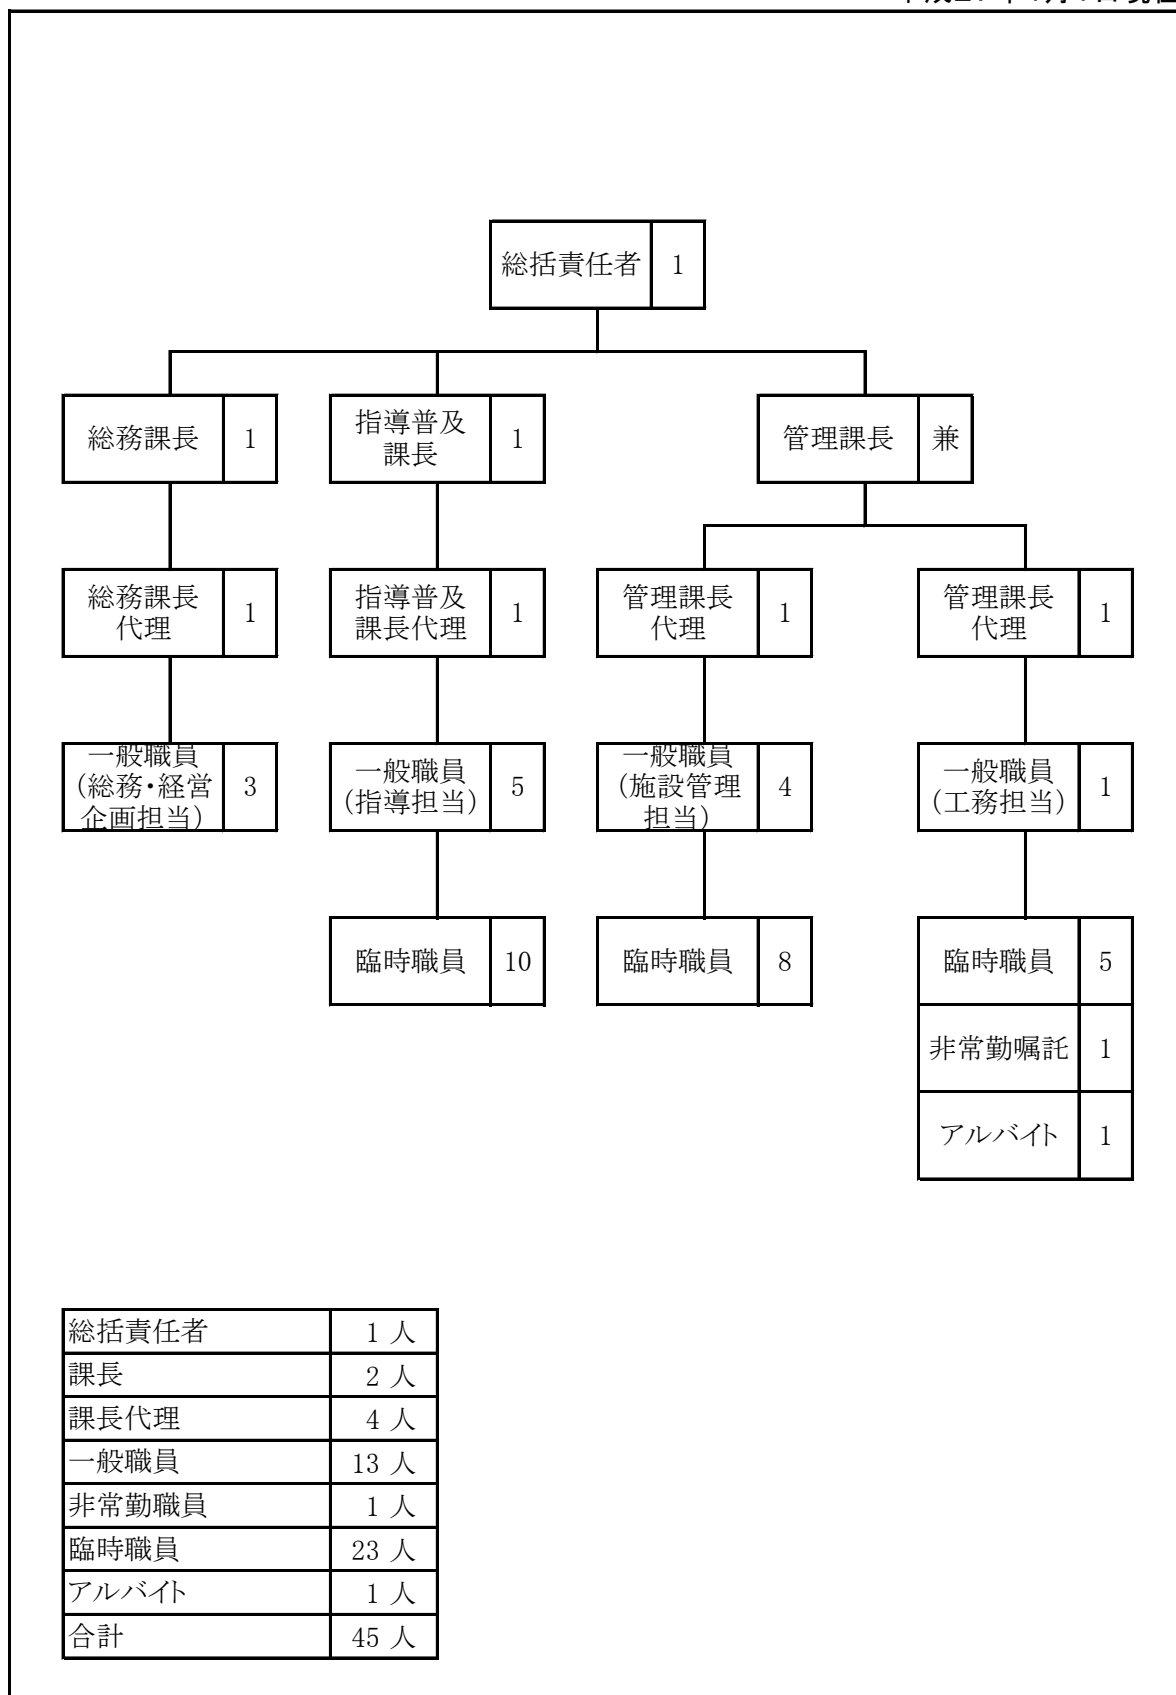 総括責任者 1
総務課長 1
指導普及
課長 1
管理課長 兼
総務課長
代理 1
指導普及
課長代理 1
管理課長
代理 1
管理課長
代理 1
一般職員
(総務・経営
企画担当) 3
一般職員
(指導担当) 5
一般職員
(施設管理
担当) 4
一般職員
(工務担当) 1
臨時職員 10
臨時職員 8
臨時職員 5
非常勤嘱託 1
アルバイト 1
総括責任者 1 人
課長 2 人
課長代理 4 人
一般職員 13 人
非常勤職員 1 人
臨時職員 23 人
アルバイト 1 人
合計 45 人